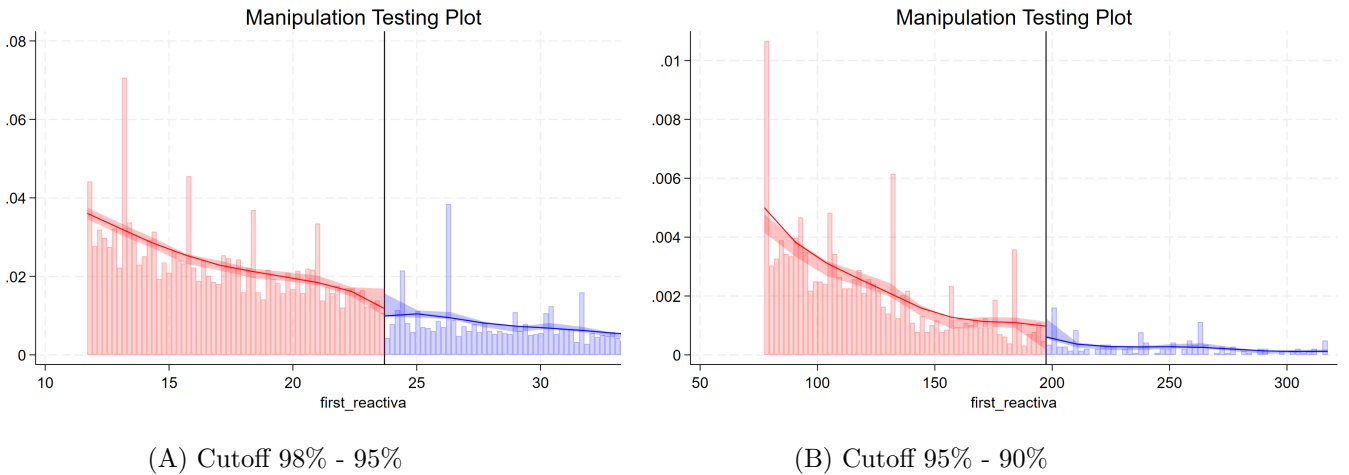 Manipulation Testing Plot
.08
.06
.04
.02
0
10 15 20 25 30
first_reactiva
(A) Cutoff 98% - 95%
Manipulation Testing Plot
.01
.008
.006
.004
.002
0
50 100 150 200 250 300
first_reactiva
(B) Cutoff 95% - 90%